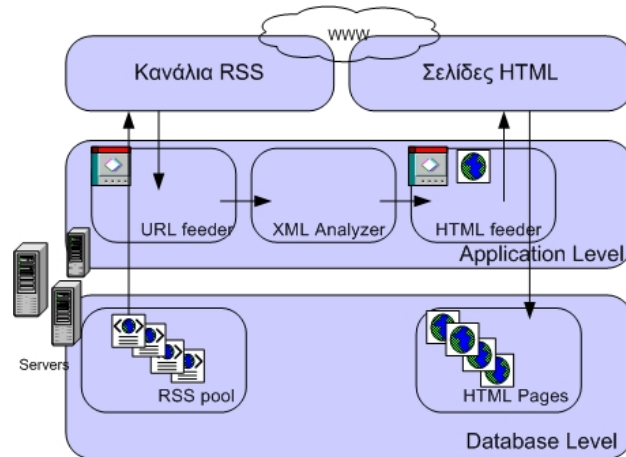 www
Κανάλια RSS
Σελίδες HTML
URL feeder
XML Analyzer
HTML feeder
Application Level
Servers
RSS pool
HTML Pages
Database Level